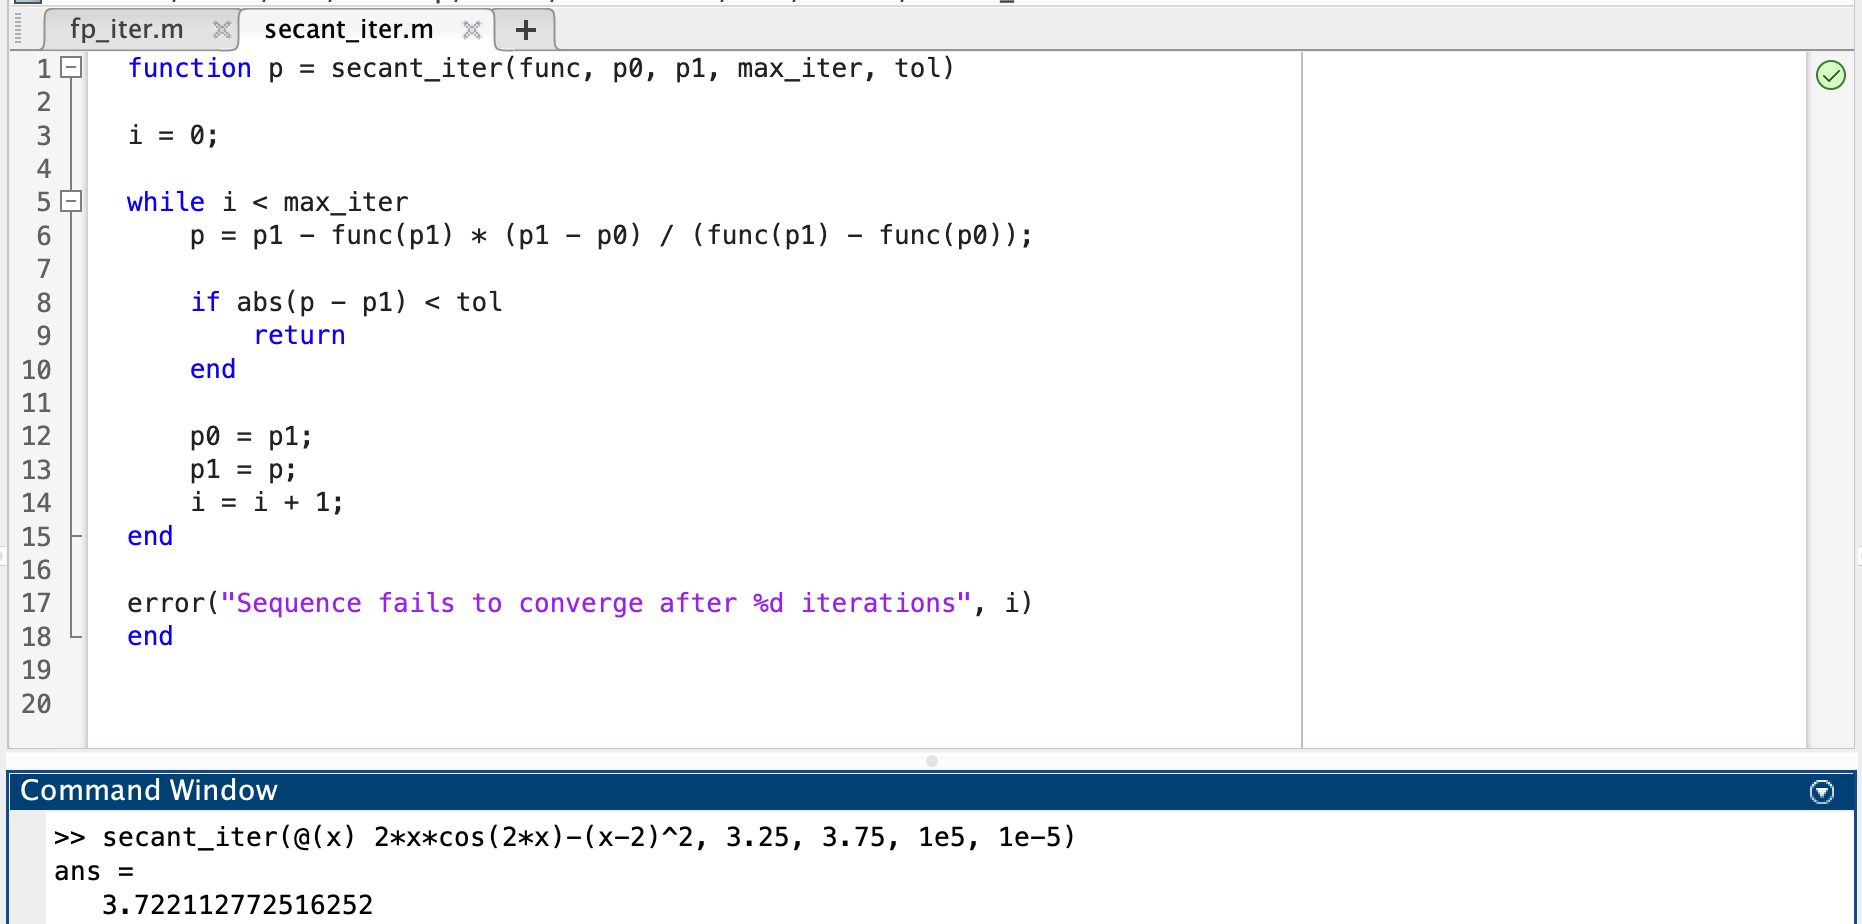 fp_iter.m secant_iter.m +
1 function p = secant_iter(func, p0, p1, max_iter, tol)
2
3 i = 0;
4
5 while i < max_iter
6 p = p1 - func(p1) * (p1 - p0) / (func(p1) - func(p0));
7
8 if abs(p - p1) < tol
9 return
10 end
11
12 p0 = p1;
13 p1 = p;
14 i = i + 1;
15 end
16
17 error("Sequence fails to converge after %d iterations", i)
18 end
19
20
Command Window
>> secant_iter(@(x) 2*x*cos(2*x)-(x-2)^2, 3.25, 3.75, 1e5, 1e-5)
ans =
3.722112772516252